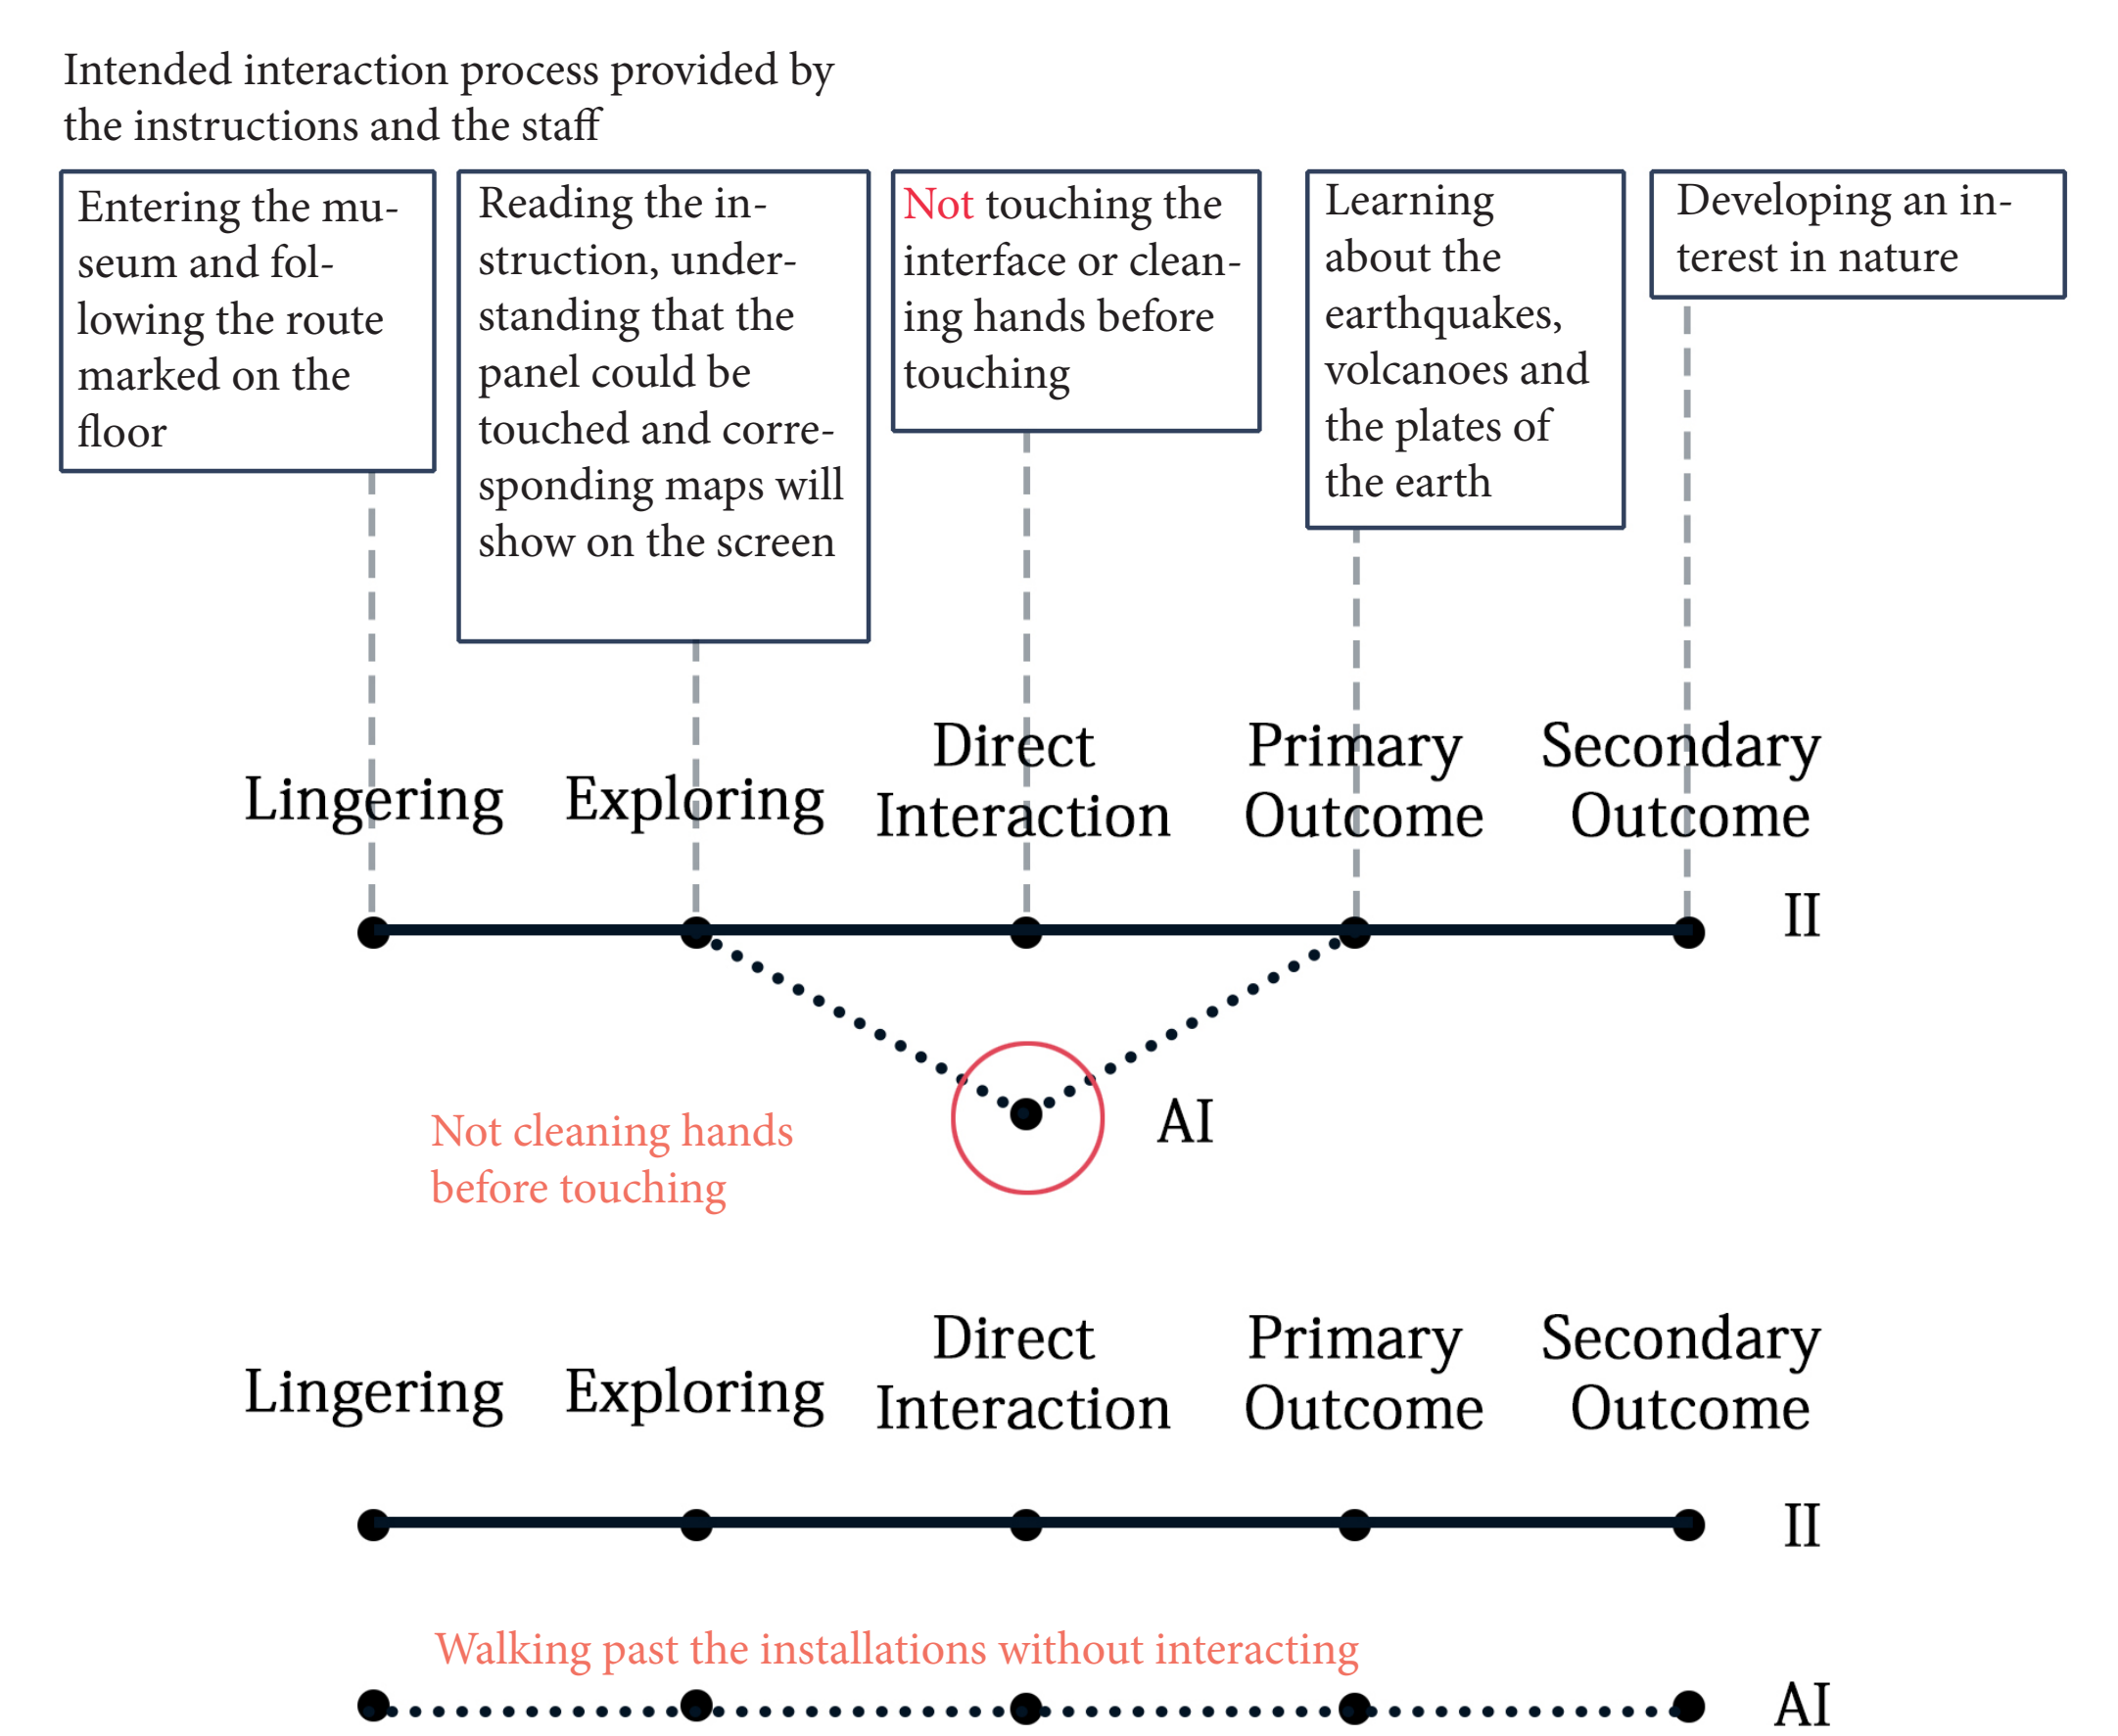 Intended interaction process provided by
the instructions and the staff
Entering the mu-
seum and fol-
lowing the route
marked on the
floor
Reading the in-
struction, under-
standing that the
panel could be
touched and corre-
sponding maps will
show on the screen
Not touching the
interface or clean-
ing hands before
touching
Learning
about the
earthquakes,
volcanoes and
the plates of
the earth
Developing an in-
terest in nature
Lingering
Exploring
Direct
Interaction
Primary
Outcome
Secondary
Outcome
II
AI
Not cleaning hands
before touching
Lingering
Exploring
Direct
Interaction
Primary
Outcome
Secondary
Outcome
II
Walking past the installations without interacting
AI